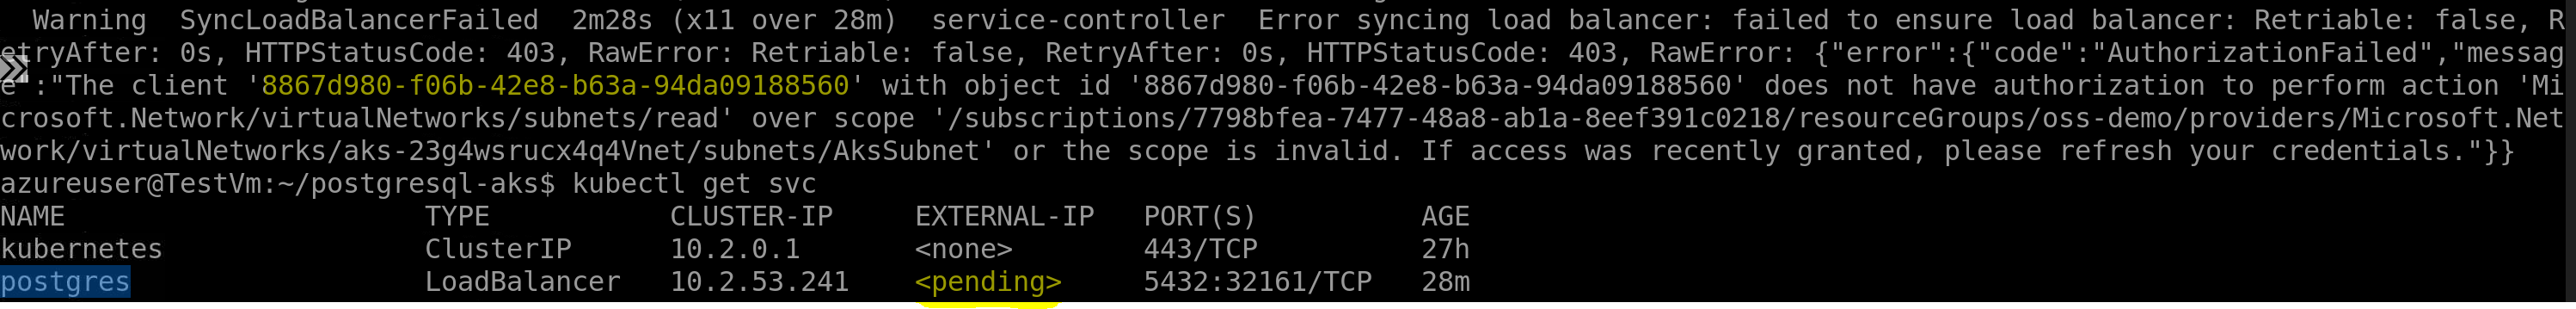 Warning  SyncLoadBalancerFailed  2m28s (x11 over 28m)  service-controller  Error syncing load balancer: failed to ensure load balancer: Retriable: false, R
etryAfter: 0s, HTTPStatusCode: 403, RawError: Retriable: false, RetryAfter: 0s, HTTPStatusCode: 403, RawError: {"error":{"code":"AuthorizationFailed","messag
e":"The client '8867d980-f06b-42e8-b63a-94da09188560' with object id '8867d980-f06b-42e8-b63a-94da09188560' does not have authorization to perform action 'Mi
crosoft.Network/virtualNetworks/subnets/read' over scope '/subscriptions/7798bfea-7477-48a8-ab1a-8eef391c0218/resourceGroups/oss-demo/providers/Microsoft.Net
work/virtualNetworks/aks-23g4wsrucx4q4Vnet/subnets/AksSubnet' or the scope is invalid. If access was recently granted, please refresh your credentials."}}
azureuser@TestVm:~/postgresql-aks$ kubectl get svc
NAME                      TYPE           CLUSTER-IP     EXTERNAL-IP   PORT(S)          AGE
kubernetes                ClusterIP      10.2.0.1       <none>        443/TCP          27h
postgres                  LoadBalancer   10.2.53.241    <pending>     5432:32161/TCP   28m